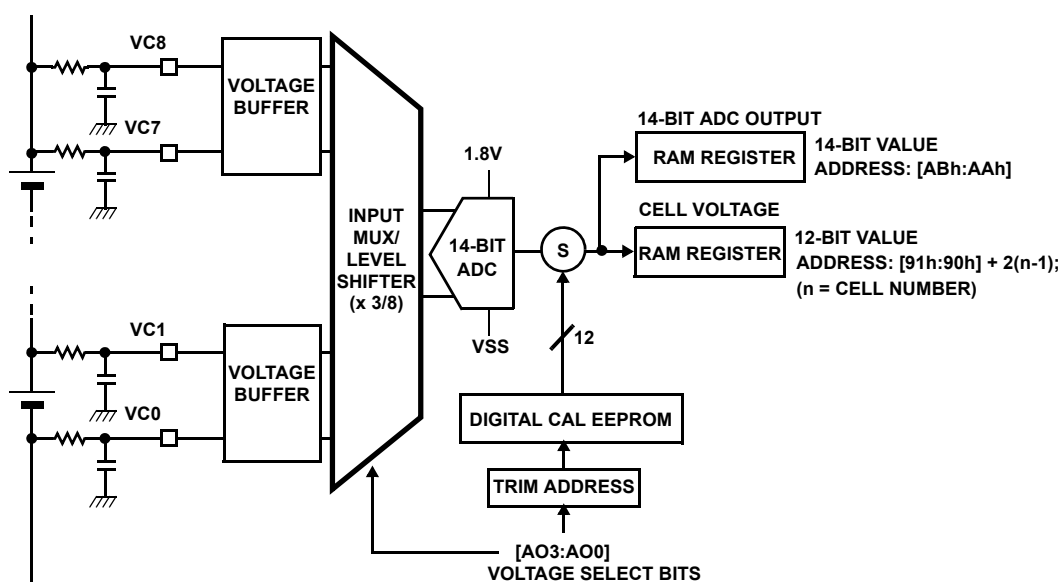 VC8
VOLTAGE
BUFFER
VC7
1.8V
14-BIT ADC OUTPUT
RAM REGISTER
14-BIT VALUE
ADDRESS: [ABh:AAh]
INPUT
MUX/
LEVEL
SHIFTER
(x 3/8)
14-BIT
ADC
S
CELL VOLTAGE
RAM REGISTER
12-BIT VALUE
ADDRESS: [91h:90h] + 2(n-1);
(n = CELL NUMBER)
VSS
12
VC1
VOLTAGE
BUFFER
VC0
DIGITAL CAL EEPROM
TRIM ADDRESS
[AO3:AO0]
VOLTAGE SELECT BITS